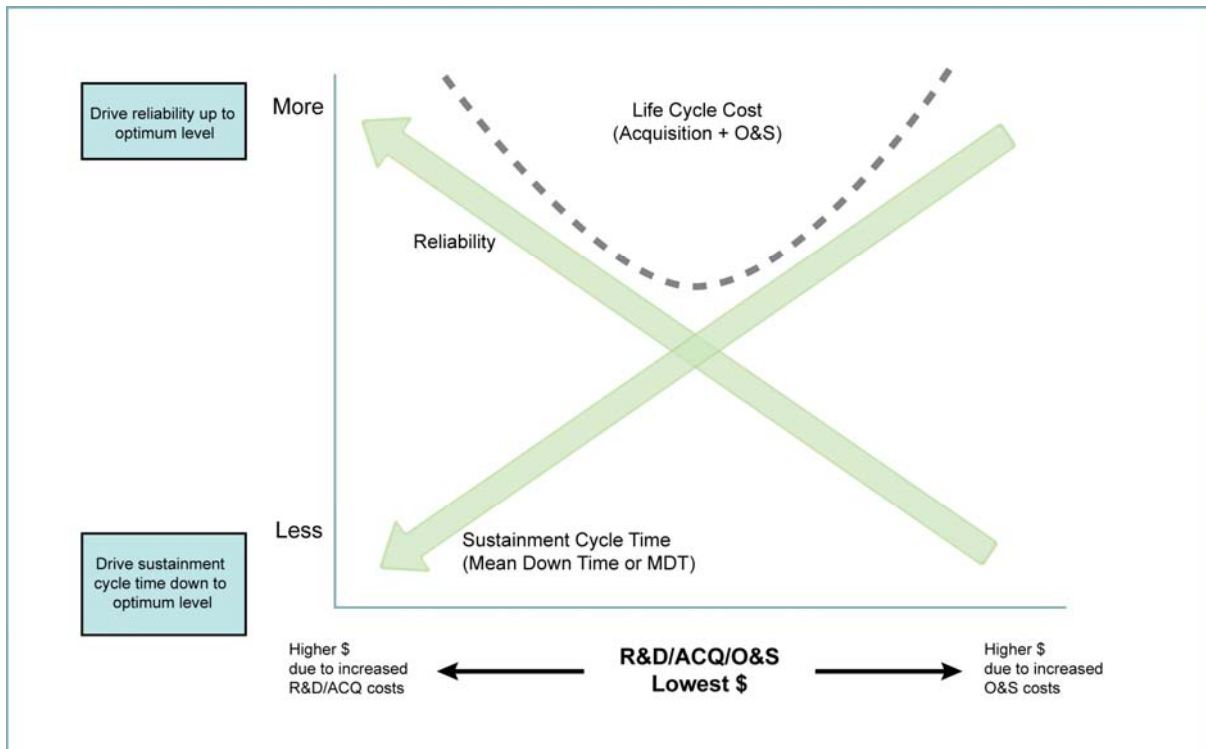 Drive reliability up to
optimum level
More
Life Cycle Cost
(Acquisition + O&S)
Reliability
Less
Sustainment Cycle Time
(Mean Down Time or MDT)
Drive sustainment
cycle time down to
optimum level
Higher $
due to increased
R&D/ACQ costs
R&D/ACQ/O&S
Lowest $
Higher $
due to increased
O&S costs